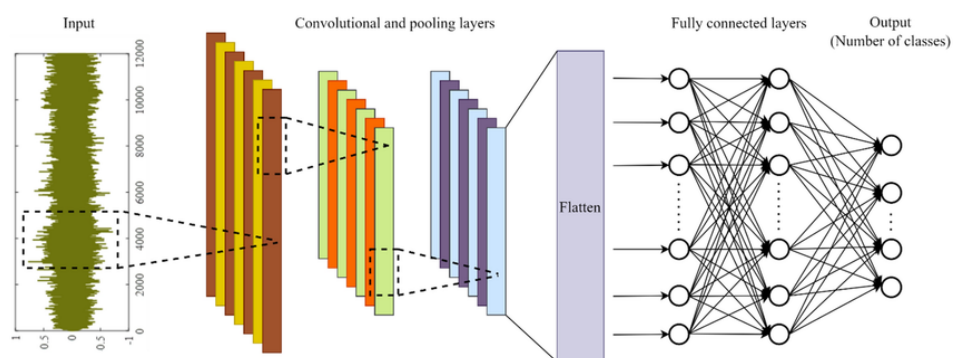 Input
Convolutional and pooling layers
Fully connected layers
Output
(Number of classes)
12000
10000
8000
6000
4000
2000
0
1 0.5 0 0.5 -1
Flatten